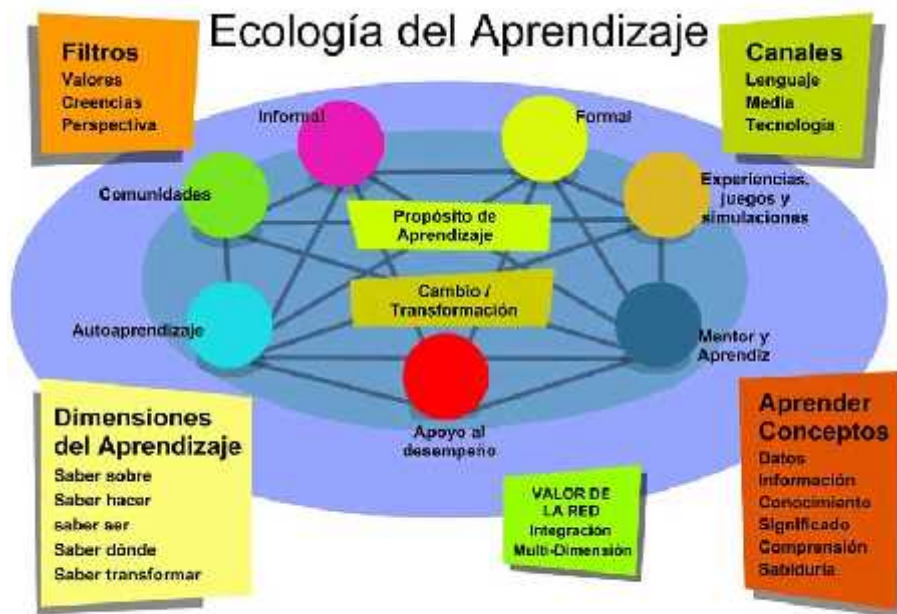 Ecología del Aprendizaje
Filtros
Valores
Creencias
Perspectiva
Canales
Lenguaje
Media
Tecnología
Informal
Formal
Comunidades
Experiencias,
juegos y
simulaciones
Propósito de
Aprendizaje
Cambio /
Transformación
Autoaprendizaje
Mentor y
Aprendiz
Apoyo al
desempeño
Dimensiones
del Aprendizaje
Saber sobre
Saber hacer
saber ser
Saber dónde
Saber transformar
VALOR DE
LA RED
Integración
Multi-Dimensión
Aprender
Conceptos
Datos
Información
Conocimiento
Significado
Comprensión
Sabiduría